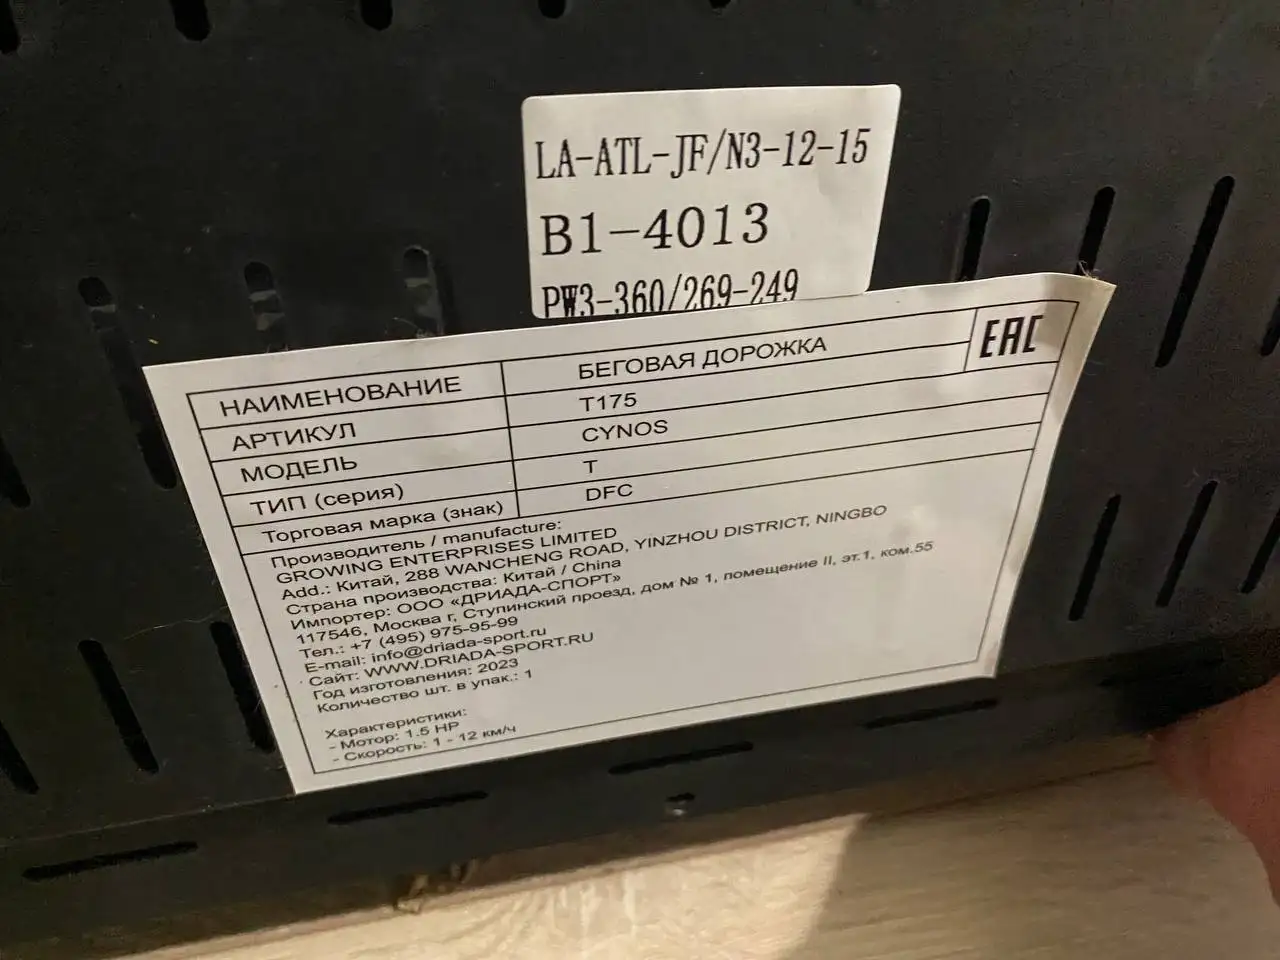 LA-ATL-JF/N3-12-15
B1-4013
PW3-360/269-249
НАИМЕНОВАНИЕ БЕГОВАЯ ДОРОЖКА EAC
АРТИКУЛ T175
МОДЕЛЬ CYNOS
ТИП (серия) T
Торговая марка (знак) DFC
Производитель / manufacture:
GROWING ENTERPRISES LIMITED
Add.: Китай, 288 WANCHENG ROAD, YINZHOU DISTRICT, NINGBO
Страна производства: Китай / China
Импортер: ООО «ДРИАДА-СПОРТ»
117546, Москва г, Ступинский проезд, дом № 1, помещение II, эт.1, ком.55
Тел.: +7 (495) 975-95-99
E-mail: info@driada-sport.ru
Сайт: WWW.DRIADA-SPORT.RU
Год изготовления: 2023
Количество шт. в упак.: 1
Характеристики:
- Мотор: 1.5 HP
- Скорость: 1 - 12 км/ч